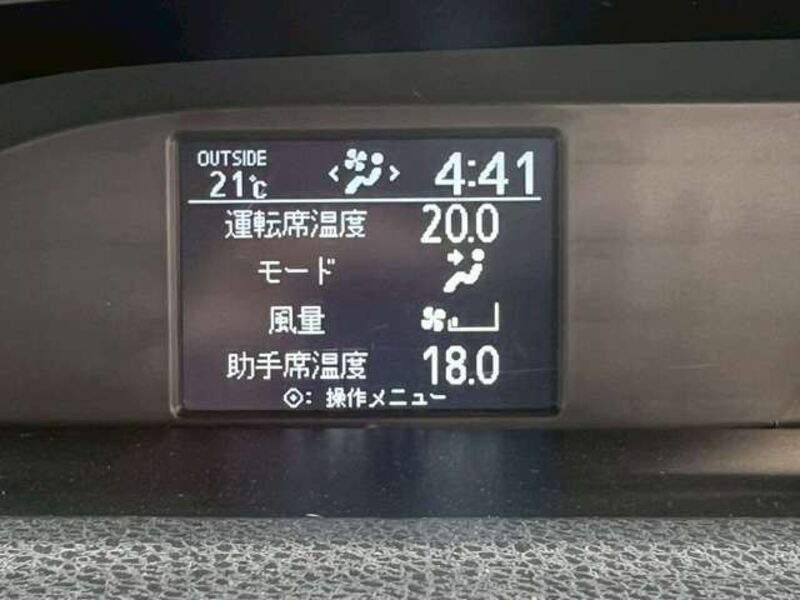 OUTSIDE
21℃
4:41
運転席温度 20.0
モード
風量
助手席温度 18.0
: 操作メニュー